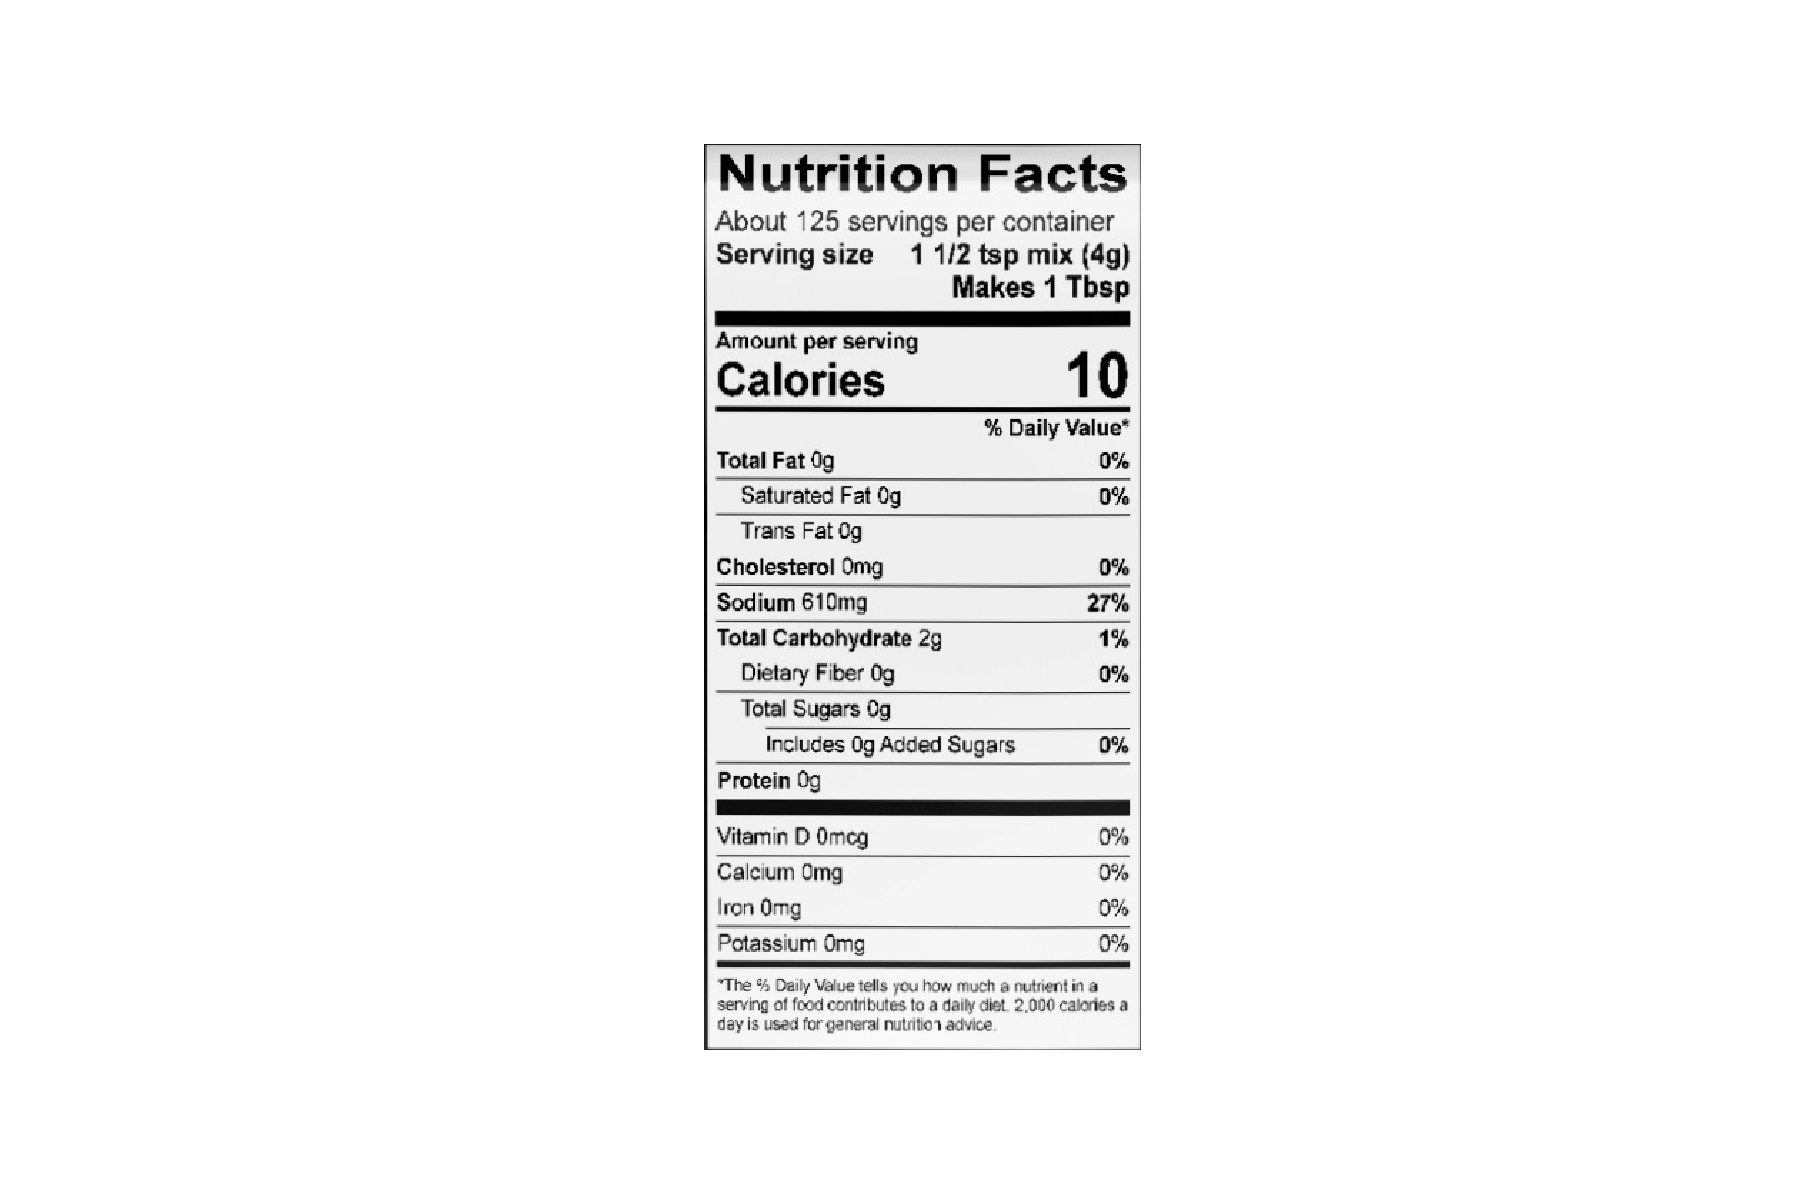 Nutrition Facts
About 125 servings per container
Serving size 1 1/2 tsp mix (4g)
Makes 1 Tbsp
Amount per serving
Calories 10
% Daily Value*
Total Fat 0g 0%
Saturated Fat 0g 0%
Trans Fat 0g
Cholesterol 0mg 0%
Sodium 610mg 27%
Total Carbohydrate 2g 1%
Dietary Fiber 0g 0%
Total Sugars 0g
Includes 0g Added Sugars 0%
Protein 0g
Vitamin D 0mcg 0%
Calcium 0mg 0%
Iron 0mg 0%
Potassium 0mg 0%
*The % Daily Value tells you how much a nutrient in a
serving of food contributes to a daily diet. 2,000 calories a
day is used for general nutrition advice.